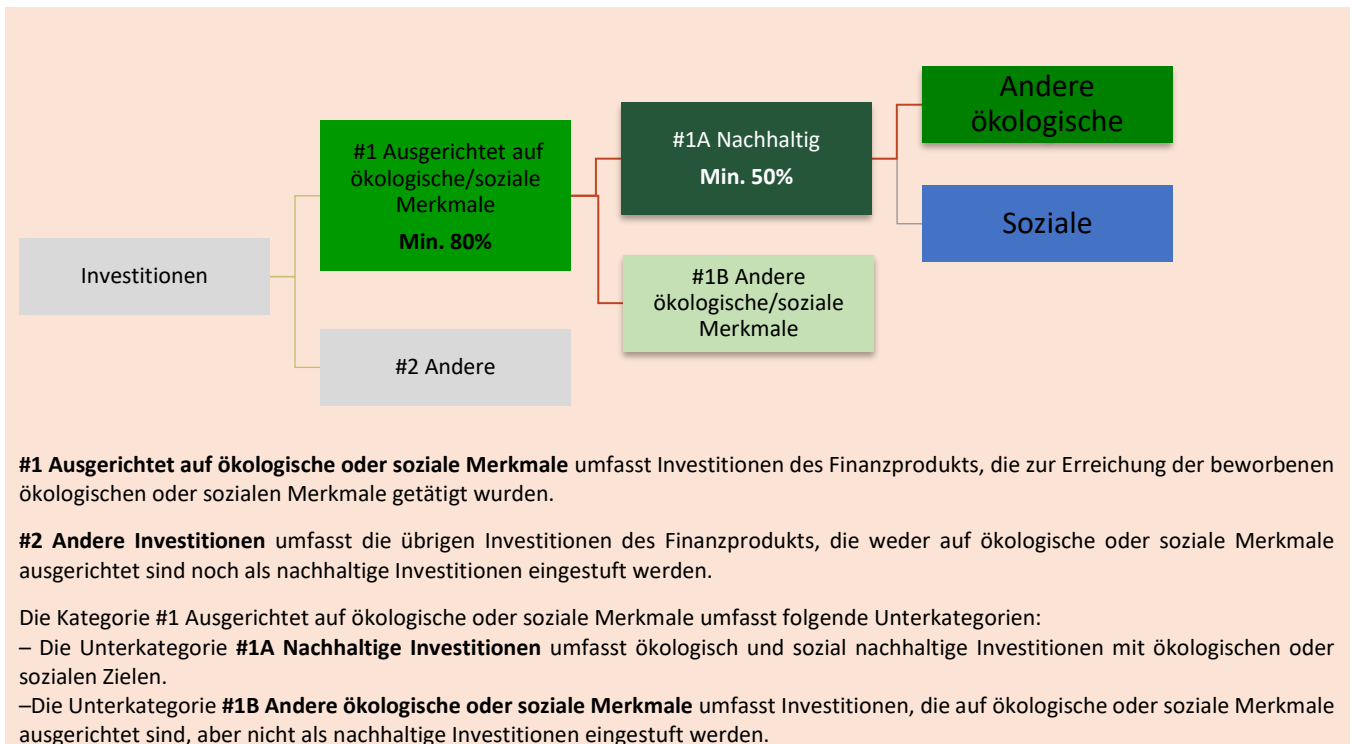 Andere
ökologische
#1 Ausgerichtet auf
ökologische/soziale
Merkmale
Min. 80%
#1A Nachhaltig
Min. 50%
Soziale
Investitionen
#1B Andere
ökologische/soziale
Merkmale
#2 Andere
#1 Ausgerichtet auf ökologische oder soziale Merkmale umfasst Investitionen des Finanzprodukts, die zur Erreichung der beworbenen
ökologischen oder sozialen Merkmale getätigt wurden.
#2 Andere Investitionen umfasst die übrigen Investitionen des Finanzprodukts, die weder auf ökologische oder soziale Merkmale
ausgerichtet sind noch als nachhaltige Investitionen eingestuft werden.
Die Kategorie #1 Ausgerichtet auf ökologische oder soziale Merkmale umfasst folgende Unterkategorien:
– Die Unterkategorie #1A Nachhaltige Investitionen umfasst ökologisch und sozial nachhaltige Investitionen mit ökologischen oder
sozialen Zielen.
–Die Unterkategorie #1B Andere ökologische oder soziale Merkmale umfasst Investitionen, die auf ökologische oder soziale Merkmale
ausgerichtet sind, aber nicht als nachhaltige Investitionen eingestuft werden.